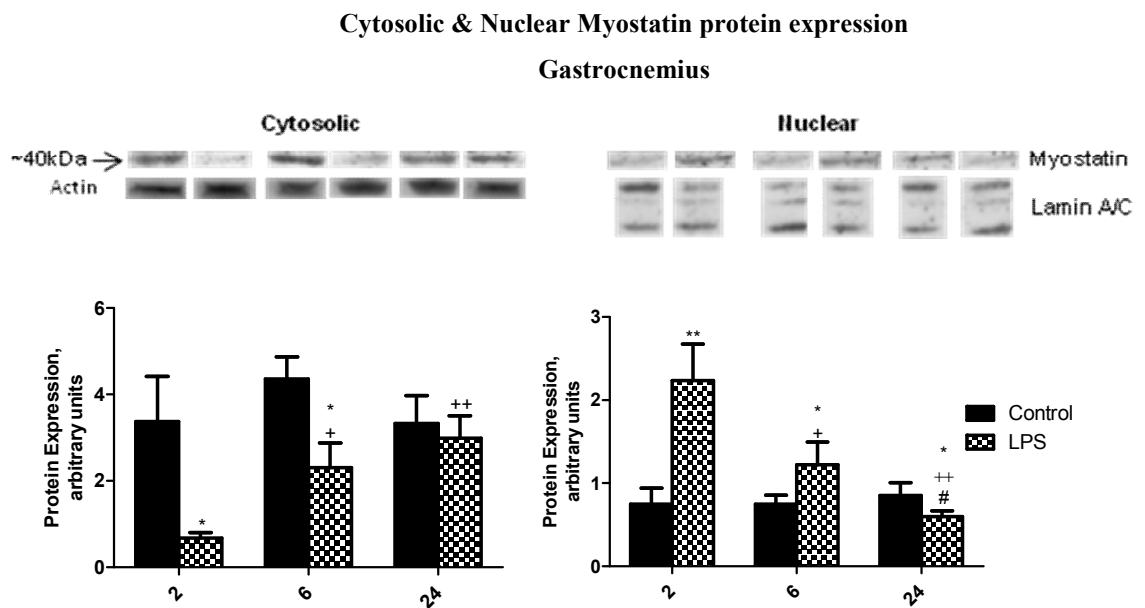 Cytosolic & Nuclear Myostatin protein expression
Gastrocnemius
Cytosolic
Nuclear
~40kDa
Myostatin
Actin
Lamin A/C
Protein Expression,
arbitrary units
6
4
2
0
*
*
+
++
2
6
24
Protein Expression,
arbitrary units
3
2
1
0
**
*
+
*
++
#
2
6
24
Control
LPS